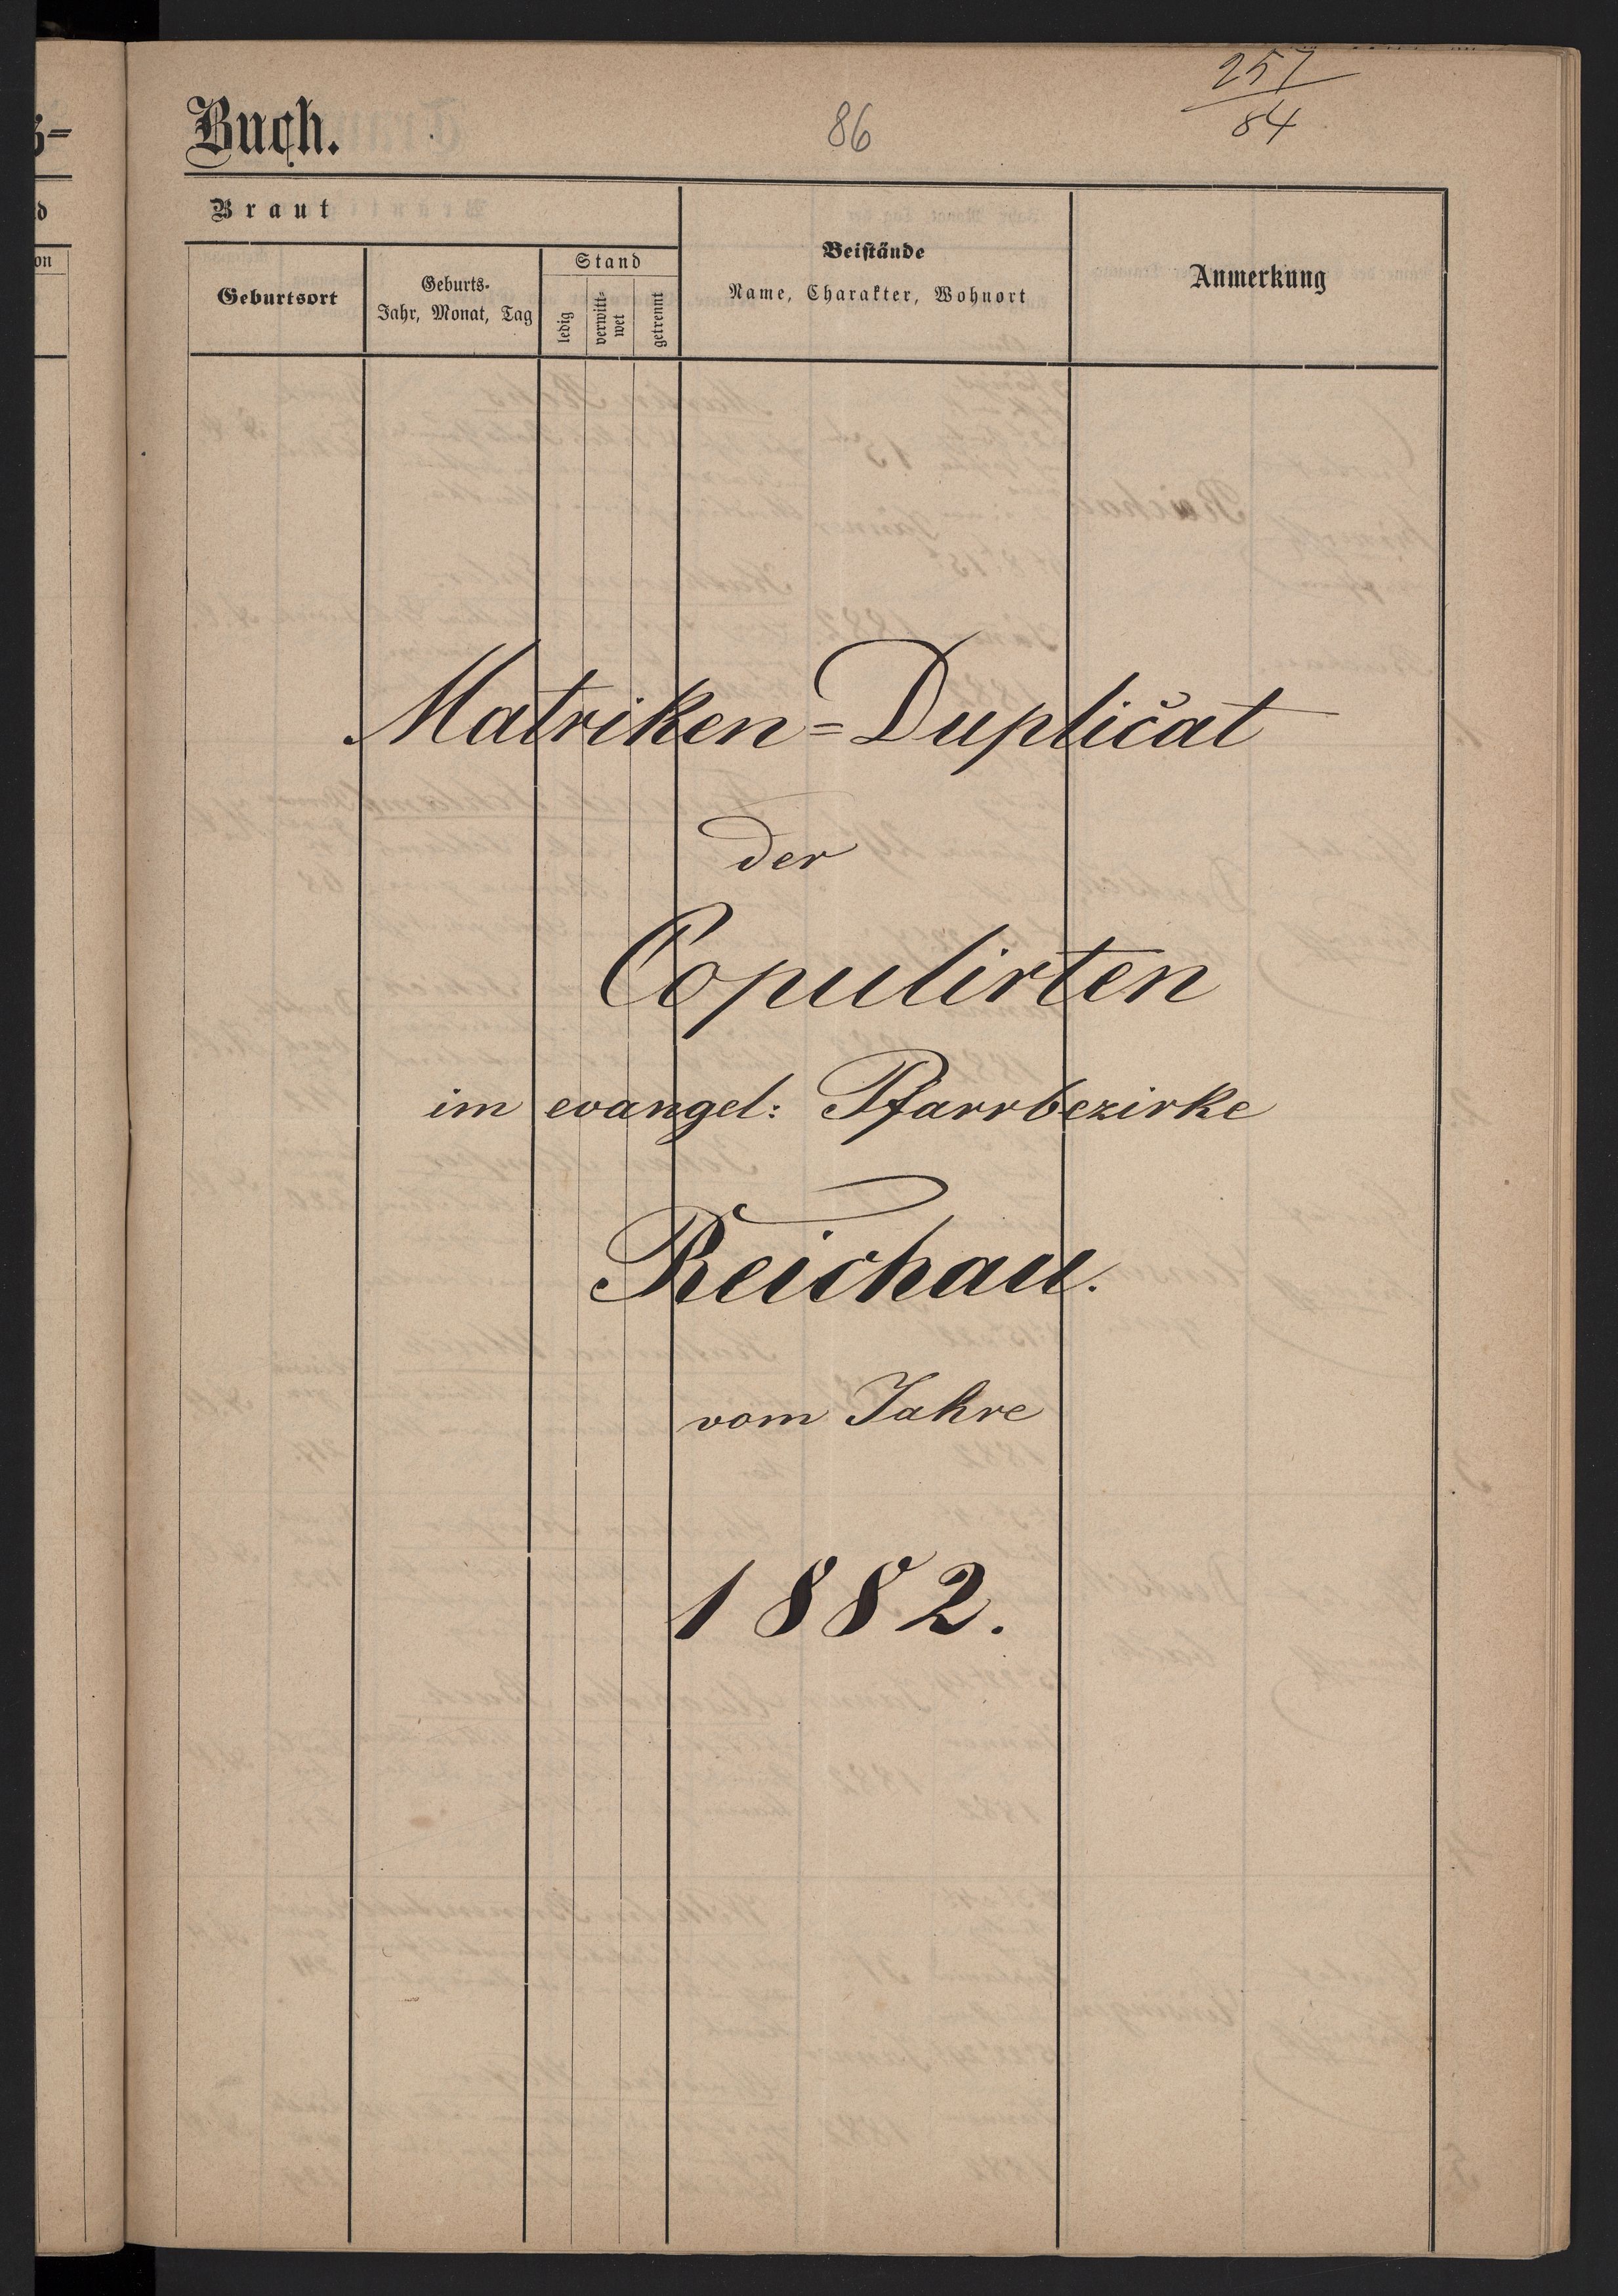 257
84
Buch.
86
Braut
Geburtsort
Geburts-
Jahr, Monat, Tag
Stand
ledig
verwitt-
wet
getrennt
Beistände
Name, Charakter, Wohnort
Anmerkung
Matriken=Dupličat
der
Copulirten
im evangel: Pfarrbezirke
Reichau.
vom Jahre
1882.